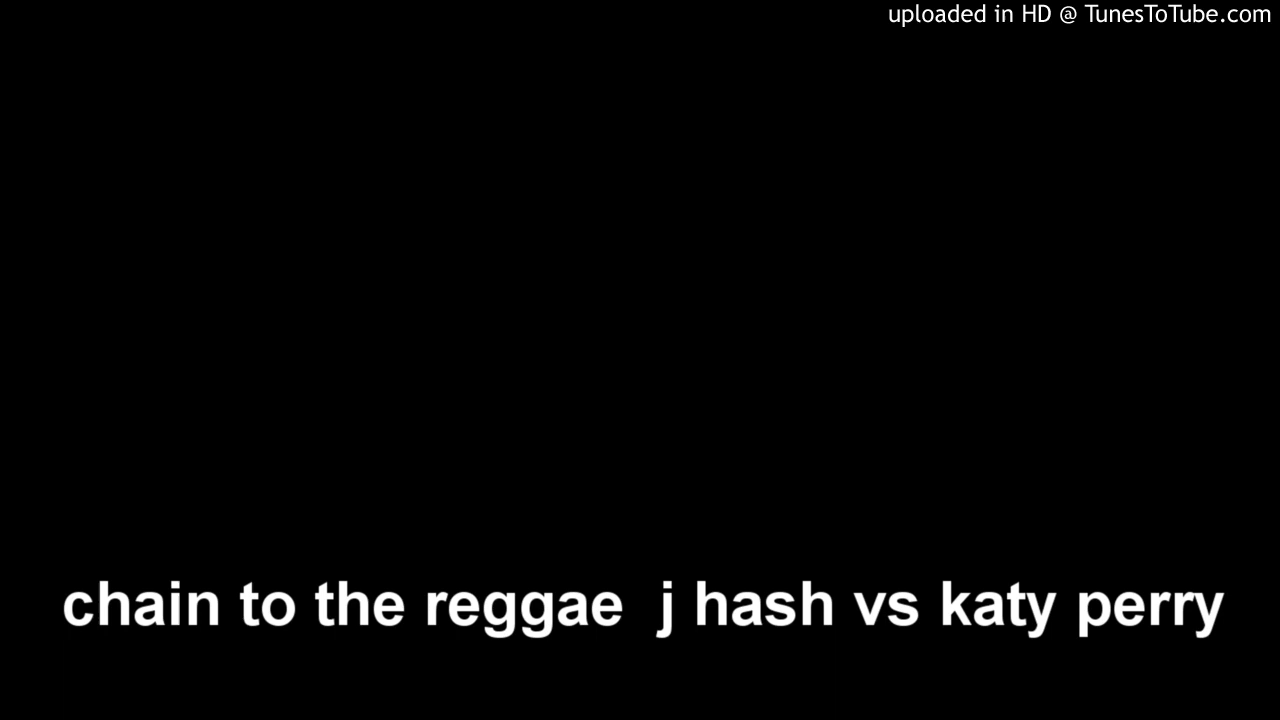 uploaded in HD @ TunesToTube.com
chain to the reggae  j hash vs katy perry